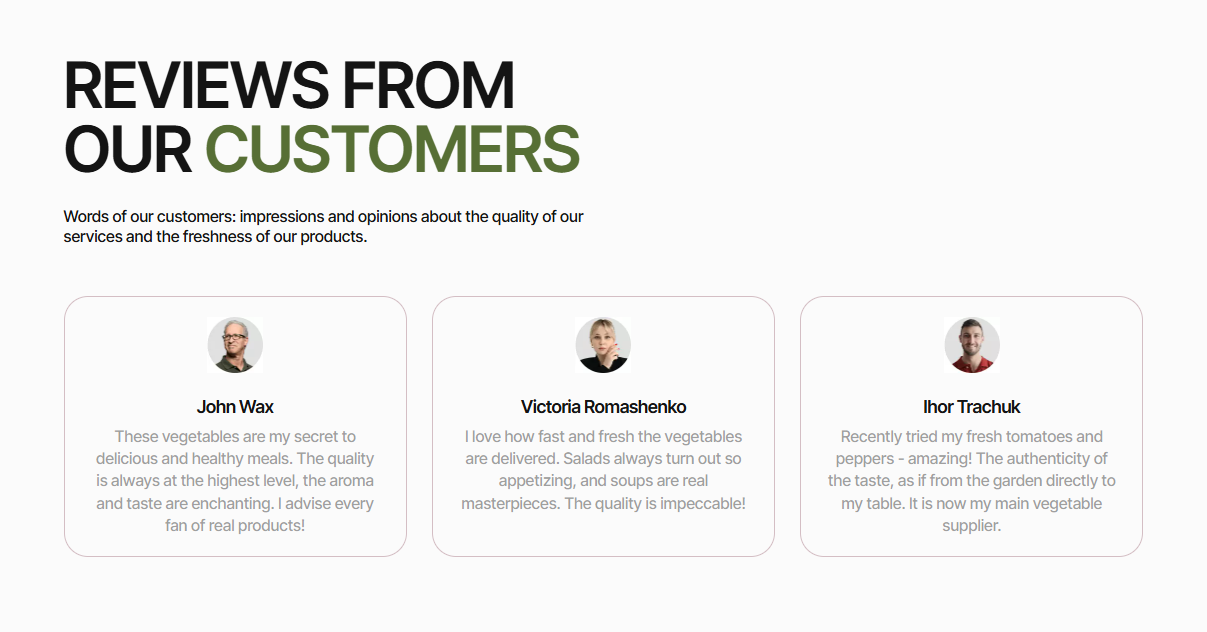 REVIEWS FROM
OUR CUSTOMERS
Words of our customers: impressions and opinions about the quality of our
services and the freshness of our products.
John Wax
These vegetables are my secret to
delicious and healthy meals. The quality
is always at the highest level, the aroma
and taste are enchanting. I advise every
fan of real products!
Victoria Romashenko
I love how fast and fresh the vegetables
are delivered. Salads always turn out so
appetizing, and soups are real
masterpieces. The quality is impeccable!
Ihor Trachuk
Recently tried my fresh tomatoes and
peppers - amazing! The authenticity of
the taste, as if from the garden directly to
my table. It is now my main vegetable
supplier.